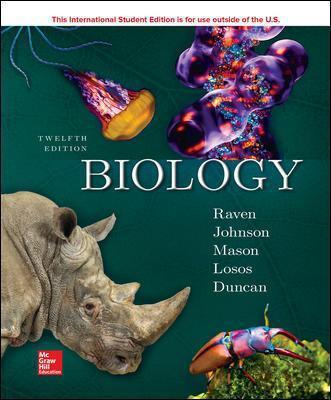 This International Student Edition is for use outside of the U.S.
TWELFTH
EDITION
BIOLOGY
Raven
Johnson
Mason
Losos
Duncan
Mc
Graw
Hill
Education